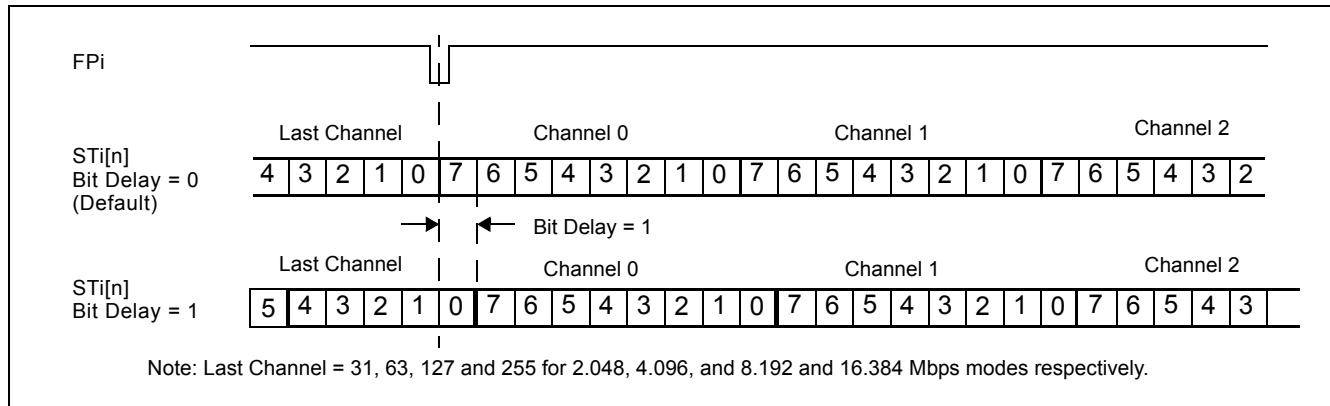 FPi
Last Channel Channel 0 Channel 1 Channel 2
STi[n]
Bit Delay = 0
(Default)
4 3 2 1 0 7 6 5 4 3 2 1 0 7 6 5 4 3 2 1 0 7 6 5 4 3 2
Bit Delay = 1
Last Channel Channel 0 Channel 1 Channel 2
STi[n]
Bit Delay = 1
5 4 3 2 1 0 7 6 5 4 3 2 1 0 7 6 5 4 3 2 1 0 7 6 5 4 3
Note: Last Channel = 31, 63, 127 and 255 for 2.048, 4.096, and 8.192 and 16.384 Mbps modes respectively.